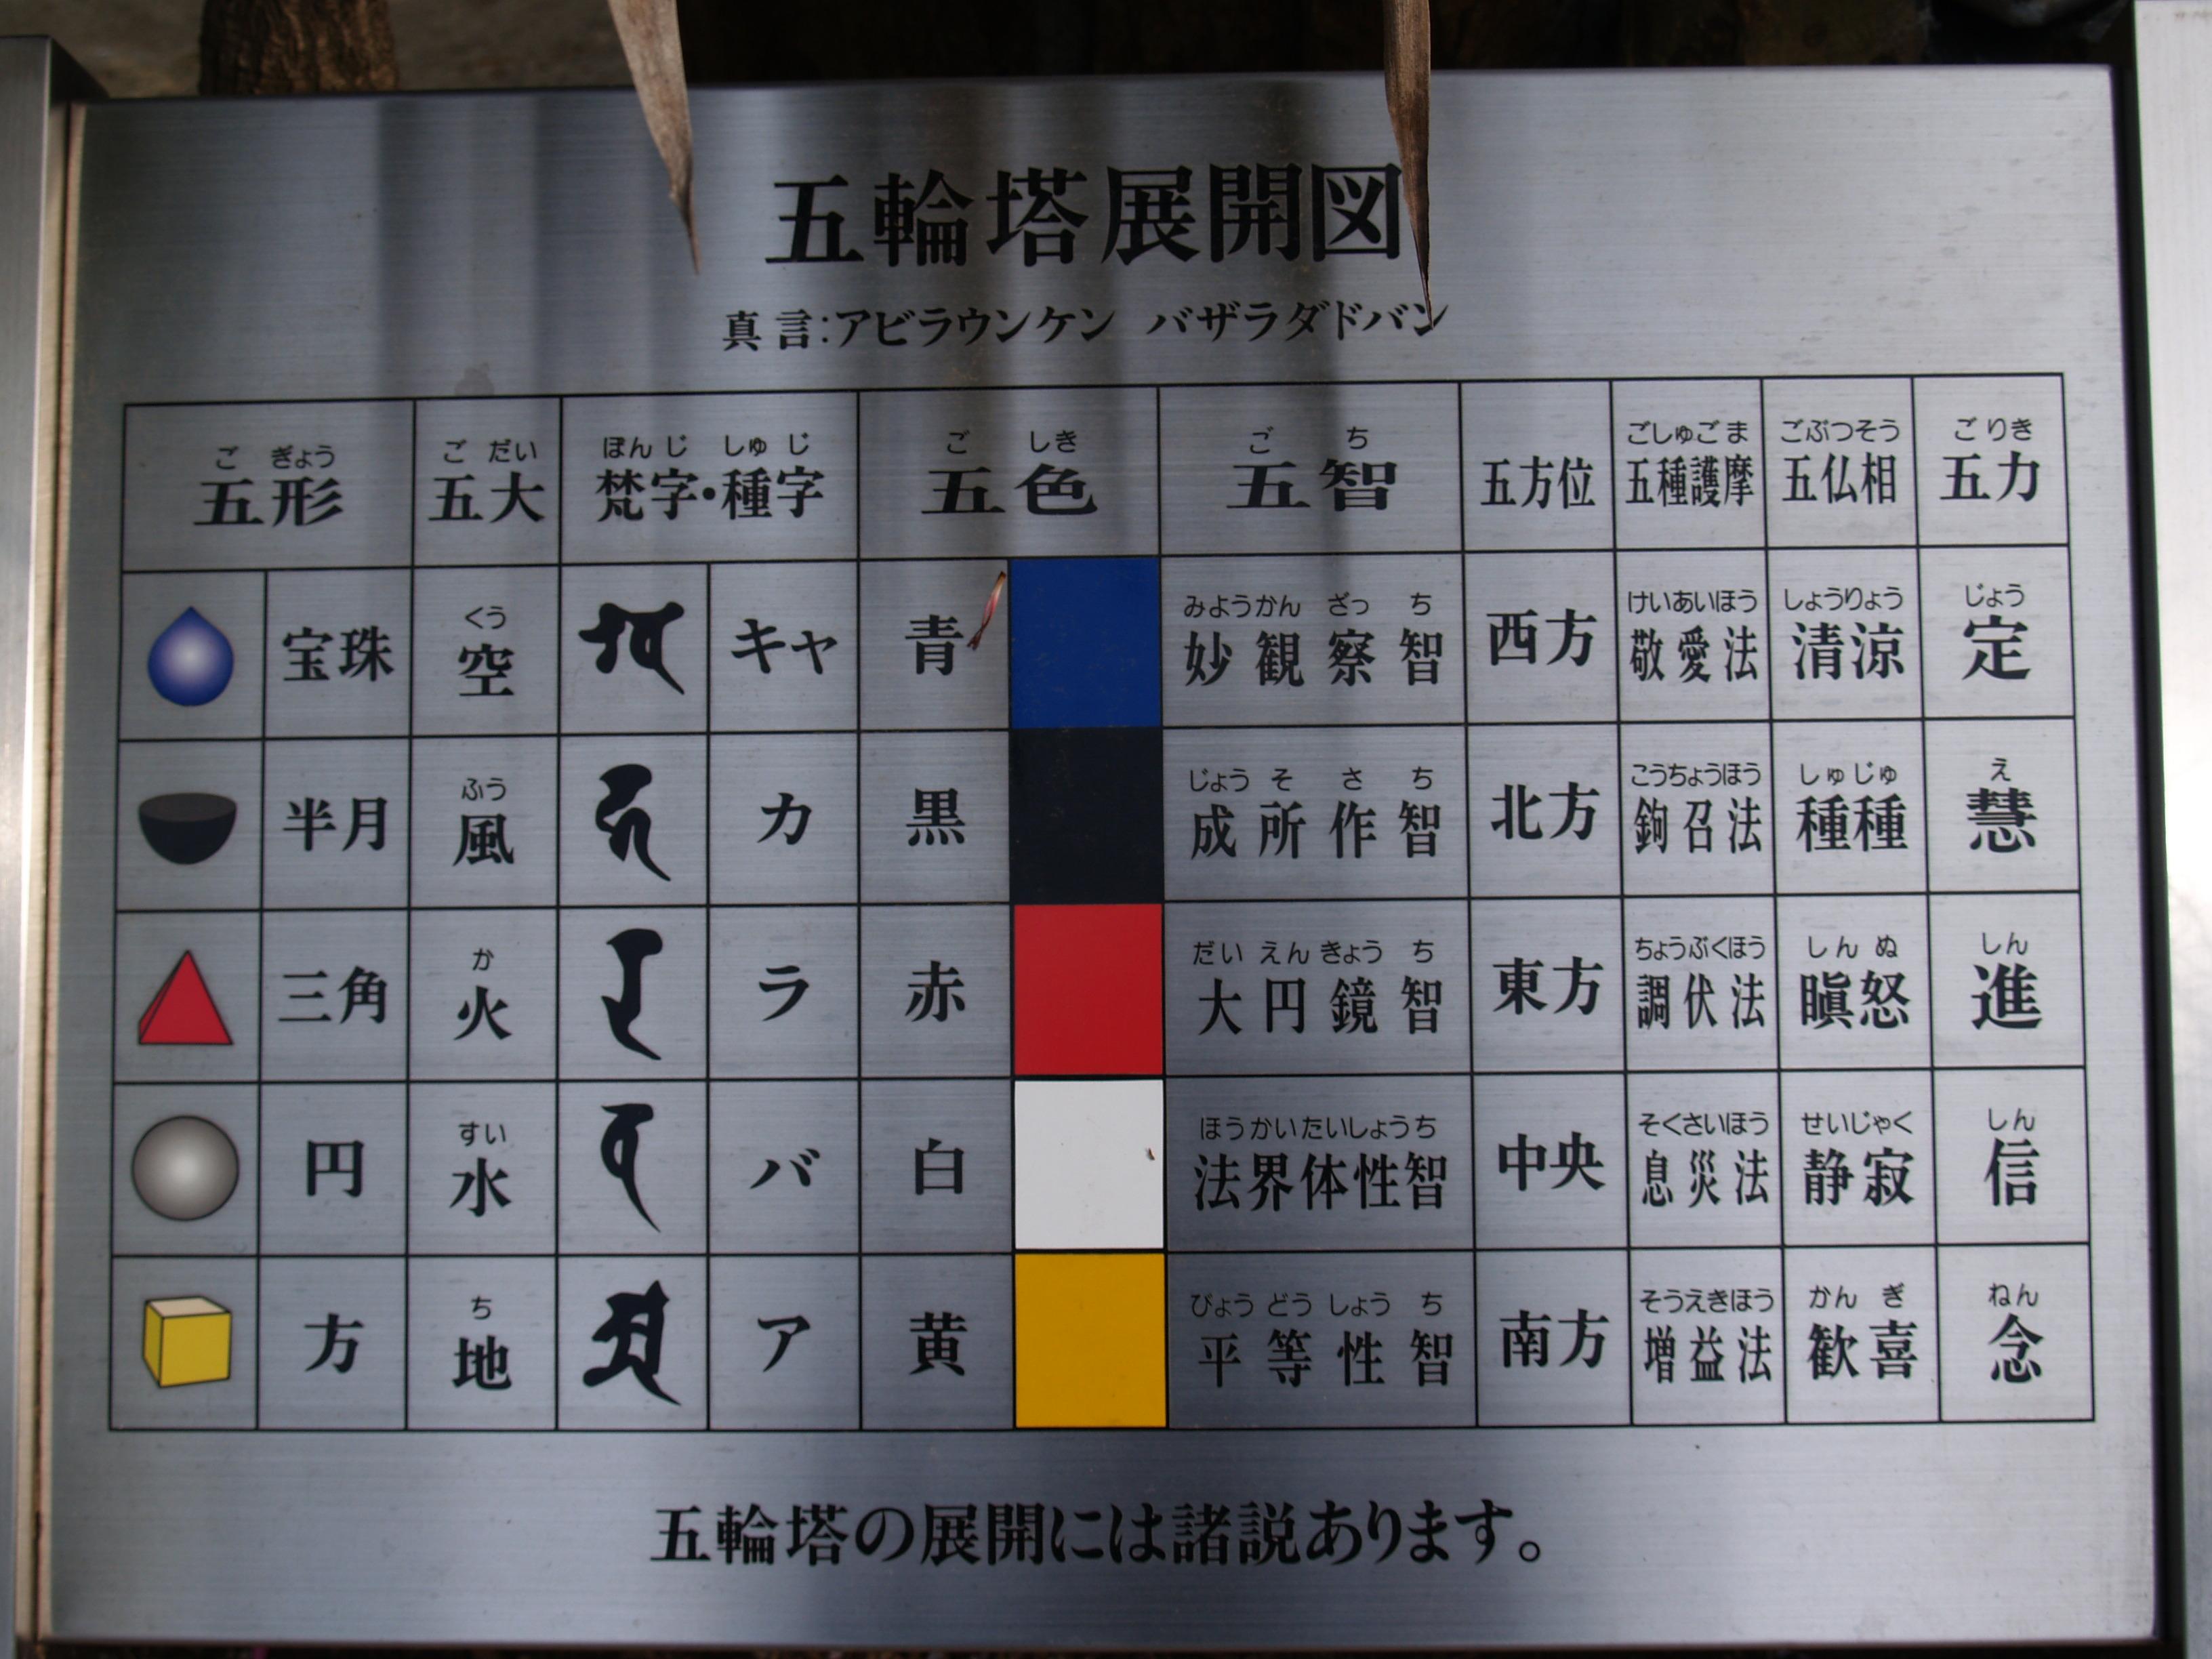 五輪塔展開図
真言:アビラウンケン バザラダドバン
ごぎょう ごだい ぼんじ しゅじ ごしき ごち ごしゅごま ごぶつそう ごりき
五形 五大 梵字・種字 五色 五智 五方位 五種護摩 五仏相 五力
くう みようかんざっち けいあいほう しょうりょう じょう
宝珠 空 キャ 青 妙観察智 西方 敬愛法 清涼 定
ふう じょうそさち こうちょうほう しゅじゅ え
半月 風 カ 黒 成所作智 北方 鉤召法 種種 慧
か だいえんきょうち ちょうぶくほう しんぬ しん
三角 火 ラ 赤 大円鏡智 東方 調伏法 瞋怒 進
すい ほうかいたいしょうち そくさいほう せいじゃく しん
円 水 バ 白 法界体性智 中央 息災法 静寂 信
ち びょうどうしょうち そうえきほう かんぎ ねん
方 地 ア 黄 平等性智 南方 増益法 歓喜 念
五輪塔の展開には諸説あります。